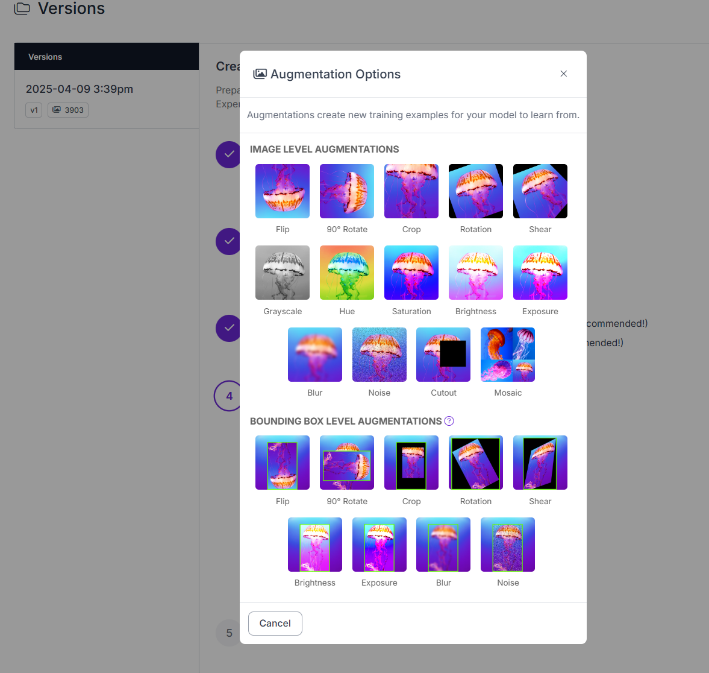 Versions
Versions
2025-04-09 3:39pm
v1 3903
Crea
Prepa
Exper
Augmentation Options
Augmentations create new training examples for your model to learn from.
IMAGE LEVEL AUGMENTATIONS
Flip 90° Rotate Crop Rotation Shear
Grayscale Hue Saturation Brightness Exposure
commended!)
mended!)
Blur Noise Cutout Mosaic
4
BOUNDING BOX LEVEL AUGMENTATIONS ?
Flip 90° Rotate Crop Rotation Shear
Brightness Exposure Blur Noise
Cancel
5